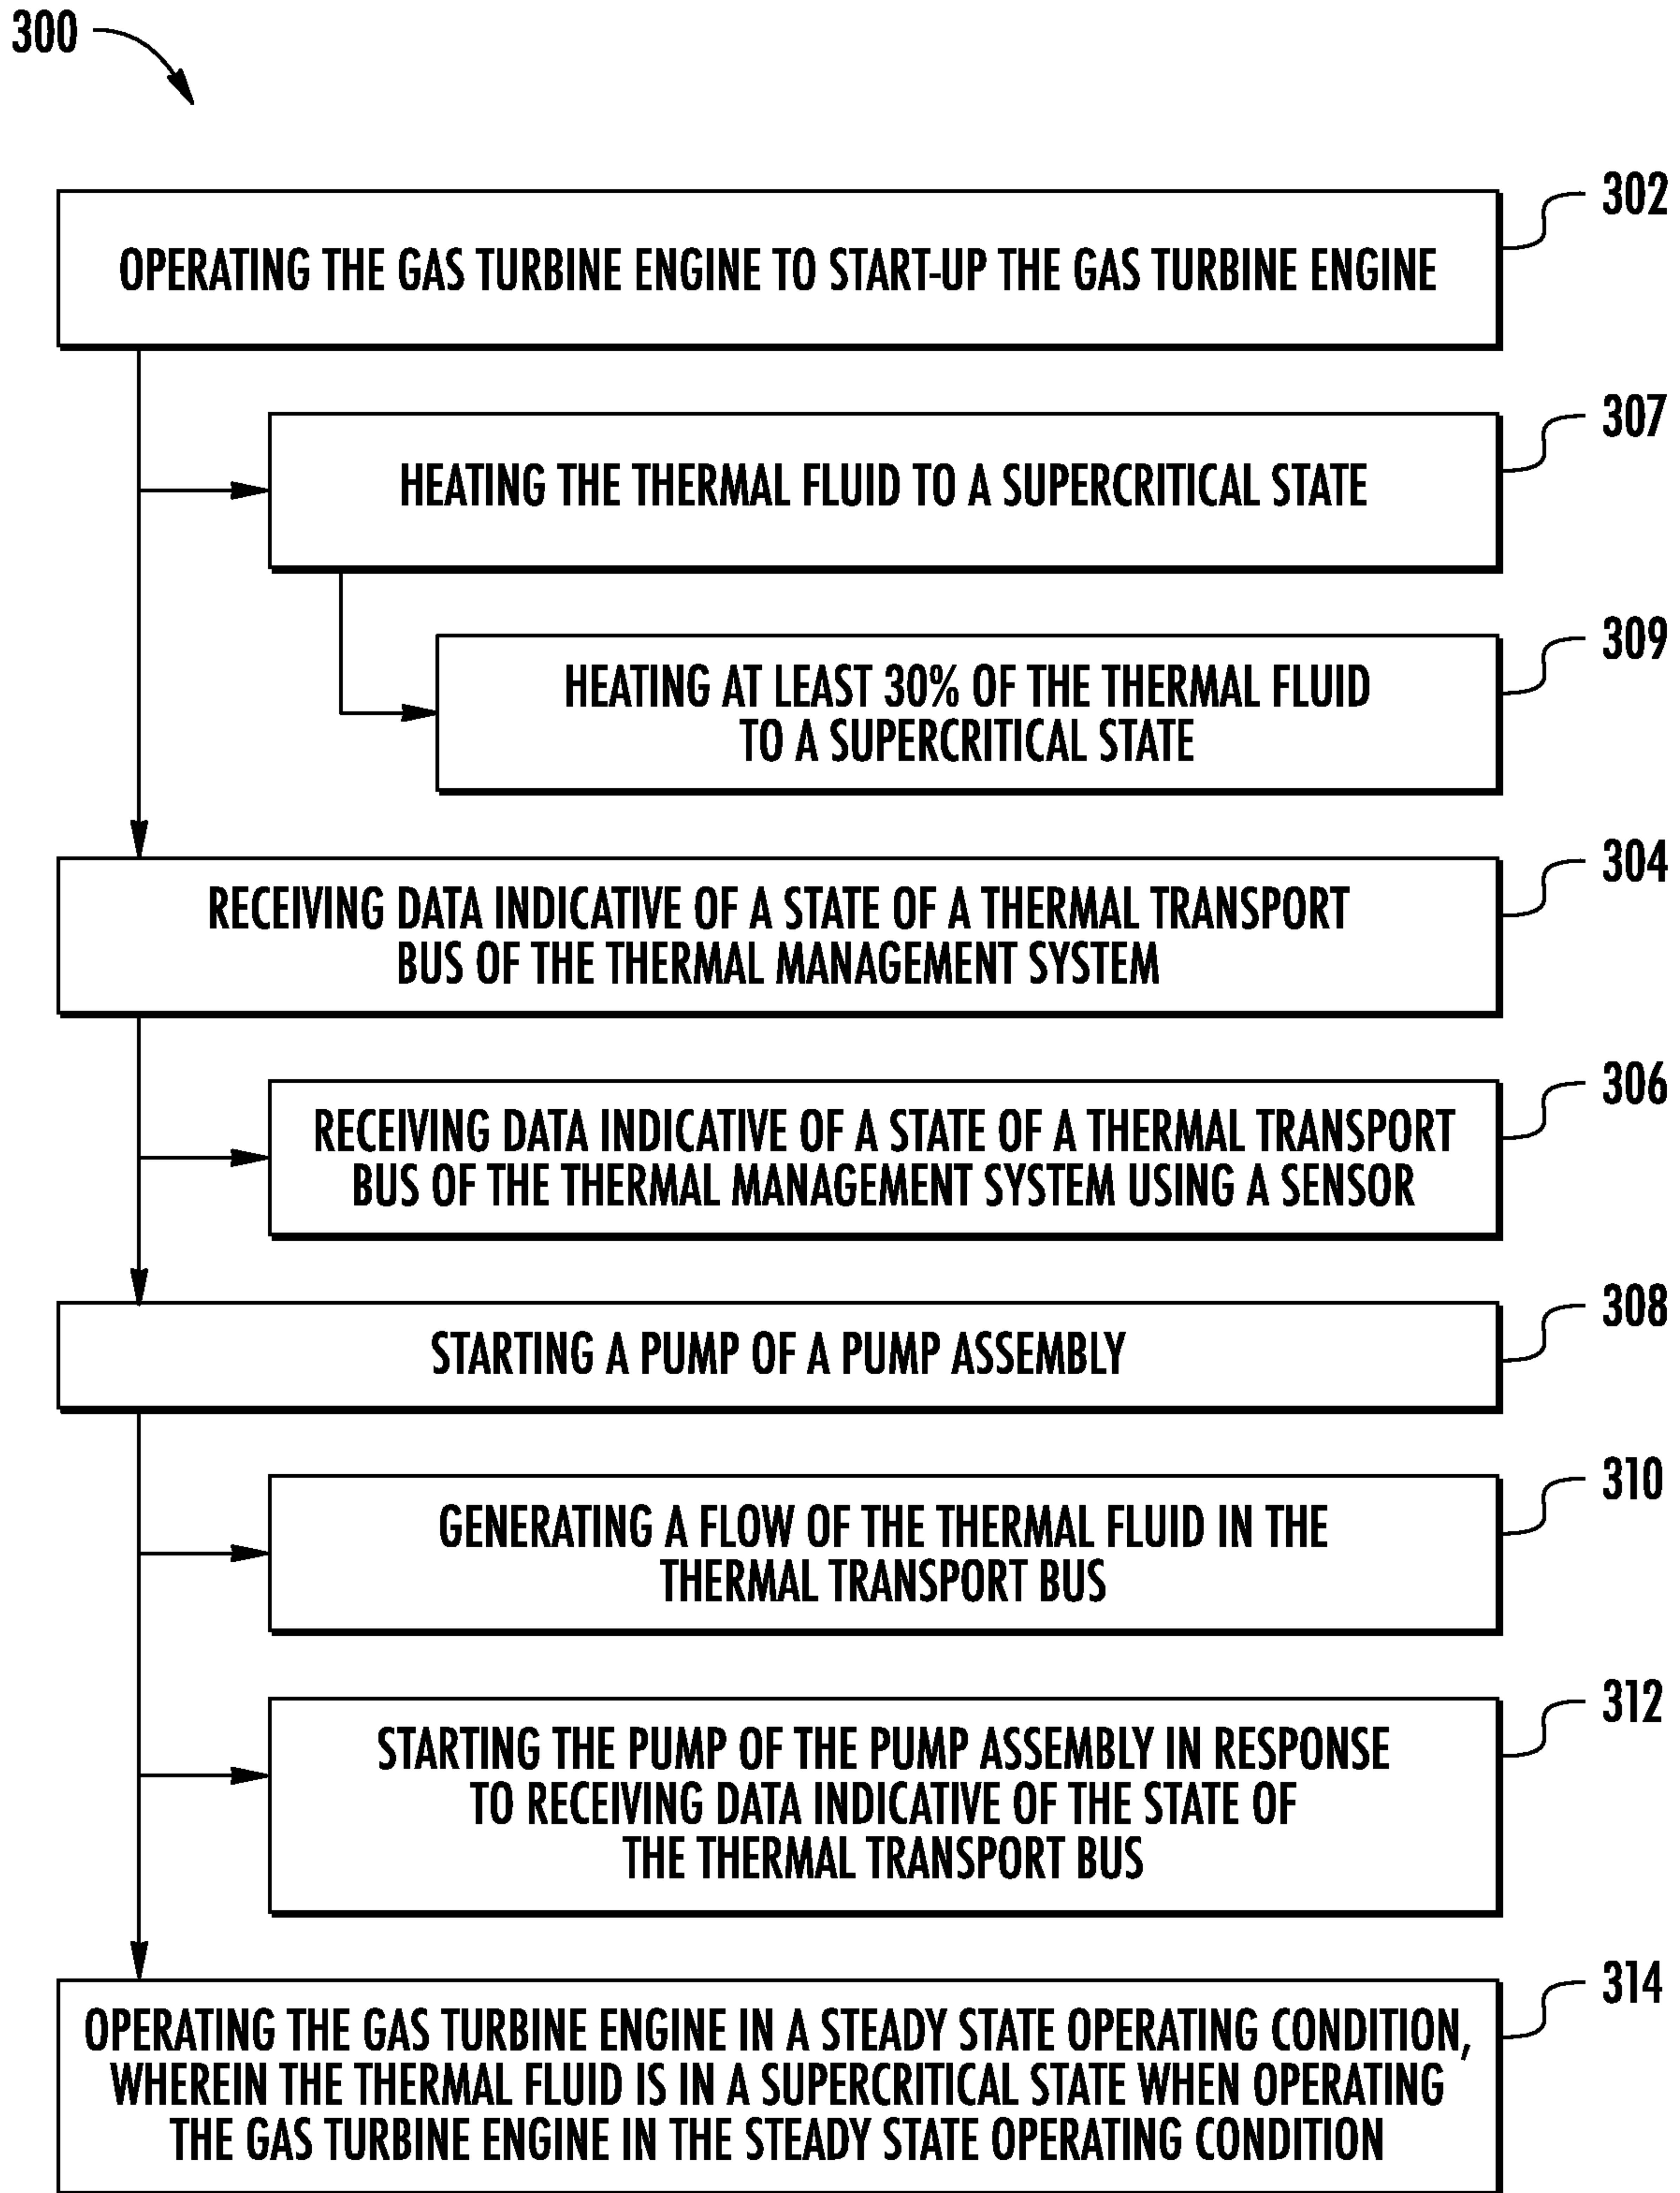 300
302
OPERATING THE GAS TURBINE ENGINE TO START-UP THE GAS TURBINE ENGINE
307
HEATING THE THERMAL FLUID TO A SUPERCRITICAL STATE
309
HEATING AT LEAST 30% OF THE THERMAL FLUID
TO A SUPERCRITICAL STATE
304
RECEIVING DATA INDICATIVE OF A STATE OF A THERMAL TRANSPORT
BUS OF THE THERMAL MANAGEMENT SYSTEM
306
RECEIVING DATA INDICATIVE OF A STATE OF A THERMAL TRANSPORT
BUS OF THE THERMAL MANAGEMENT SYSTEM USING A SENSOR
308
STARTING A PUMP OF A PUMP ASSEMBLY
310
GENERATING A FLOW OF THE THERMAL FLUID IN THE
THERMAL TRANSPORT BUS
312
STARTING THE PUMP OF THE PUMP ASSEMBLY IN RESPONSE
TO RECEIVING DATA INDICATIVE OF THE STATE OF
THE THERMAL TRANSPORT BUS
314
OPERATING THE GAS TURBINE ENGINE IN A STEADY STATE OPERATING CONDITION,
WHEREIN THE THERMAL FLUID IS IN A SUPERCRITICAL STATE WHEN OPERATING
THE GAS TURBINE ENGINE IN THE STEADY STATE OPERATING CONDITION